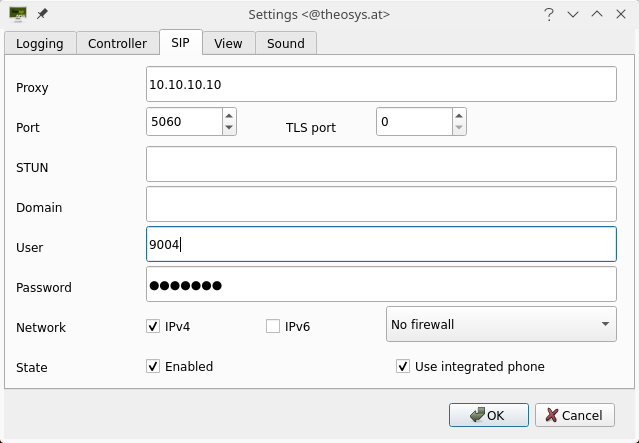 Settings <@theosys.at>
Logging Controller SIP View Sound
Proxy 10.10.10.10
Port 5060 TLS port 0
STUN
Domain
User 9004
Password ●●●●●●●
Network IPv4 IPv6 No firewall
State Enabled Use integrated phone
OK Cancel